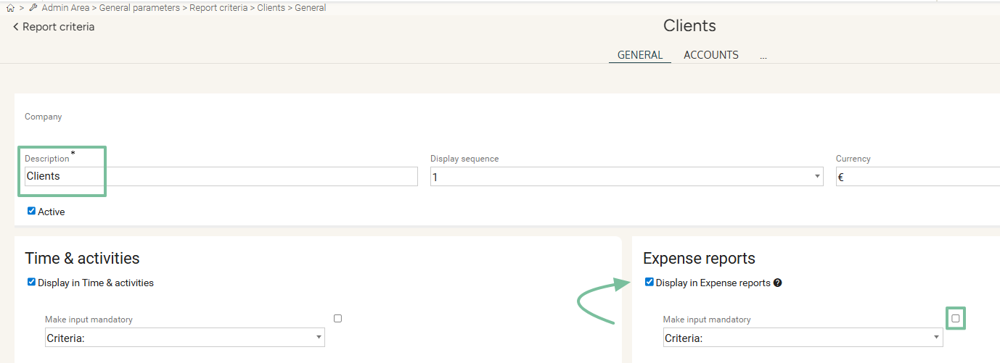 > Admin Area > General parameters > Report criteria > Clients > General
Report criteria
Clients
GENERAL ACCOUNTS ...
Company
Description * Display sequence Currency
Clients 1 €
Active
Time & activities Expense reports
Display in Time & activities Display in Expense reports ?
Make input mandatory Make input mandatory
Criteria: Criteria: